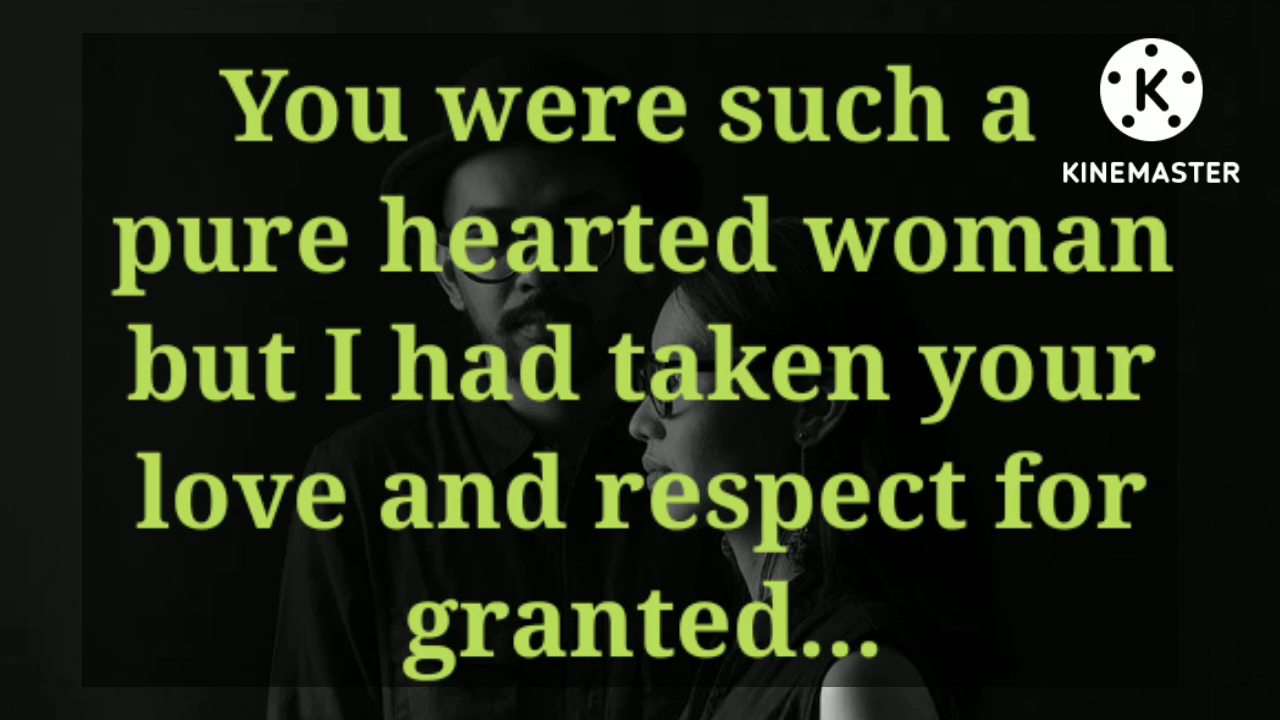 You were such a
pure hearted woman
but I had taken your
love and respect for
granted...
K
KINEMASTER